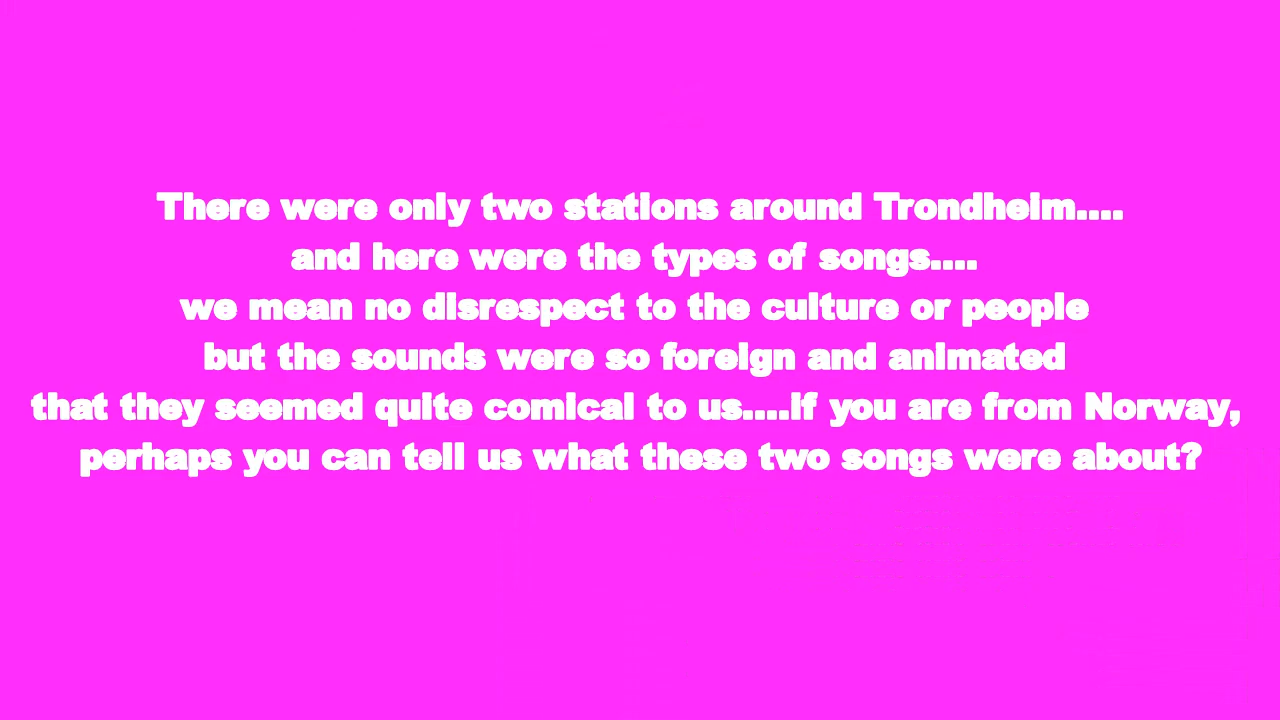 There were only two stations around Trondheim....
and here were the types of songs....
we mean no disrespect to the culture or people
but the sounds were so foreign and animated
that they seemed quite comical to us....if you are from Norway,
perhaps you can tell us what these two songs were about?